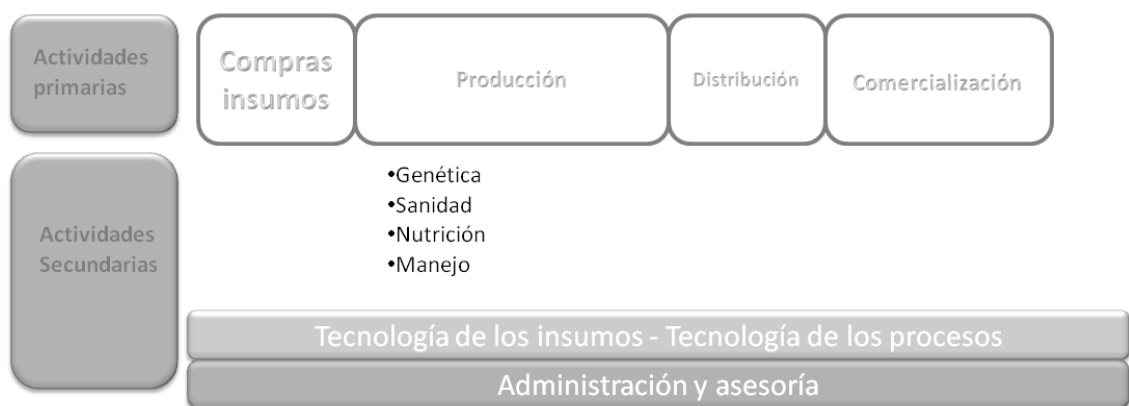 Actividades
primarias
Compras
insumos
Producción
Distribución
Comercialización
Actividades
Secundarias
•Genética
•Sanidad
•Nutrición
•Manejo
Tecnología de los insumos - Tecnología de los procesos
Administración y asesoría